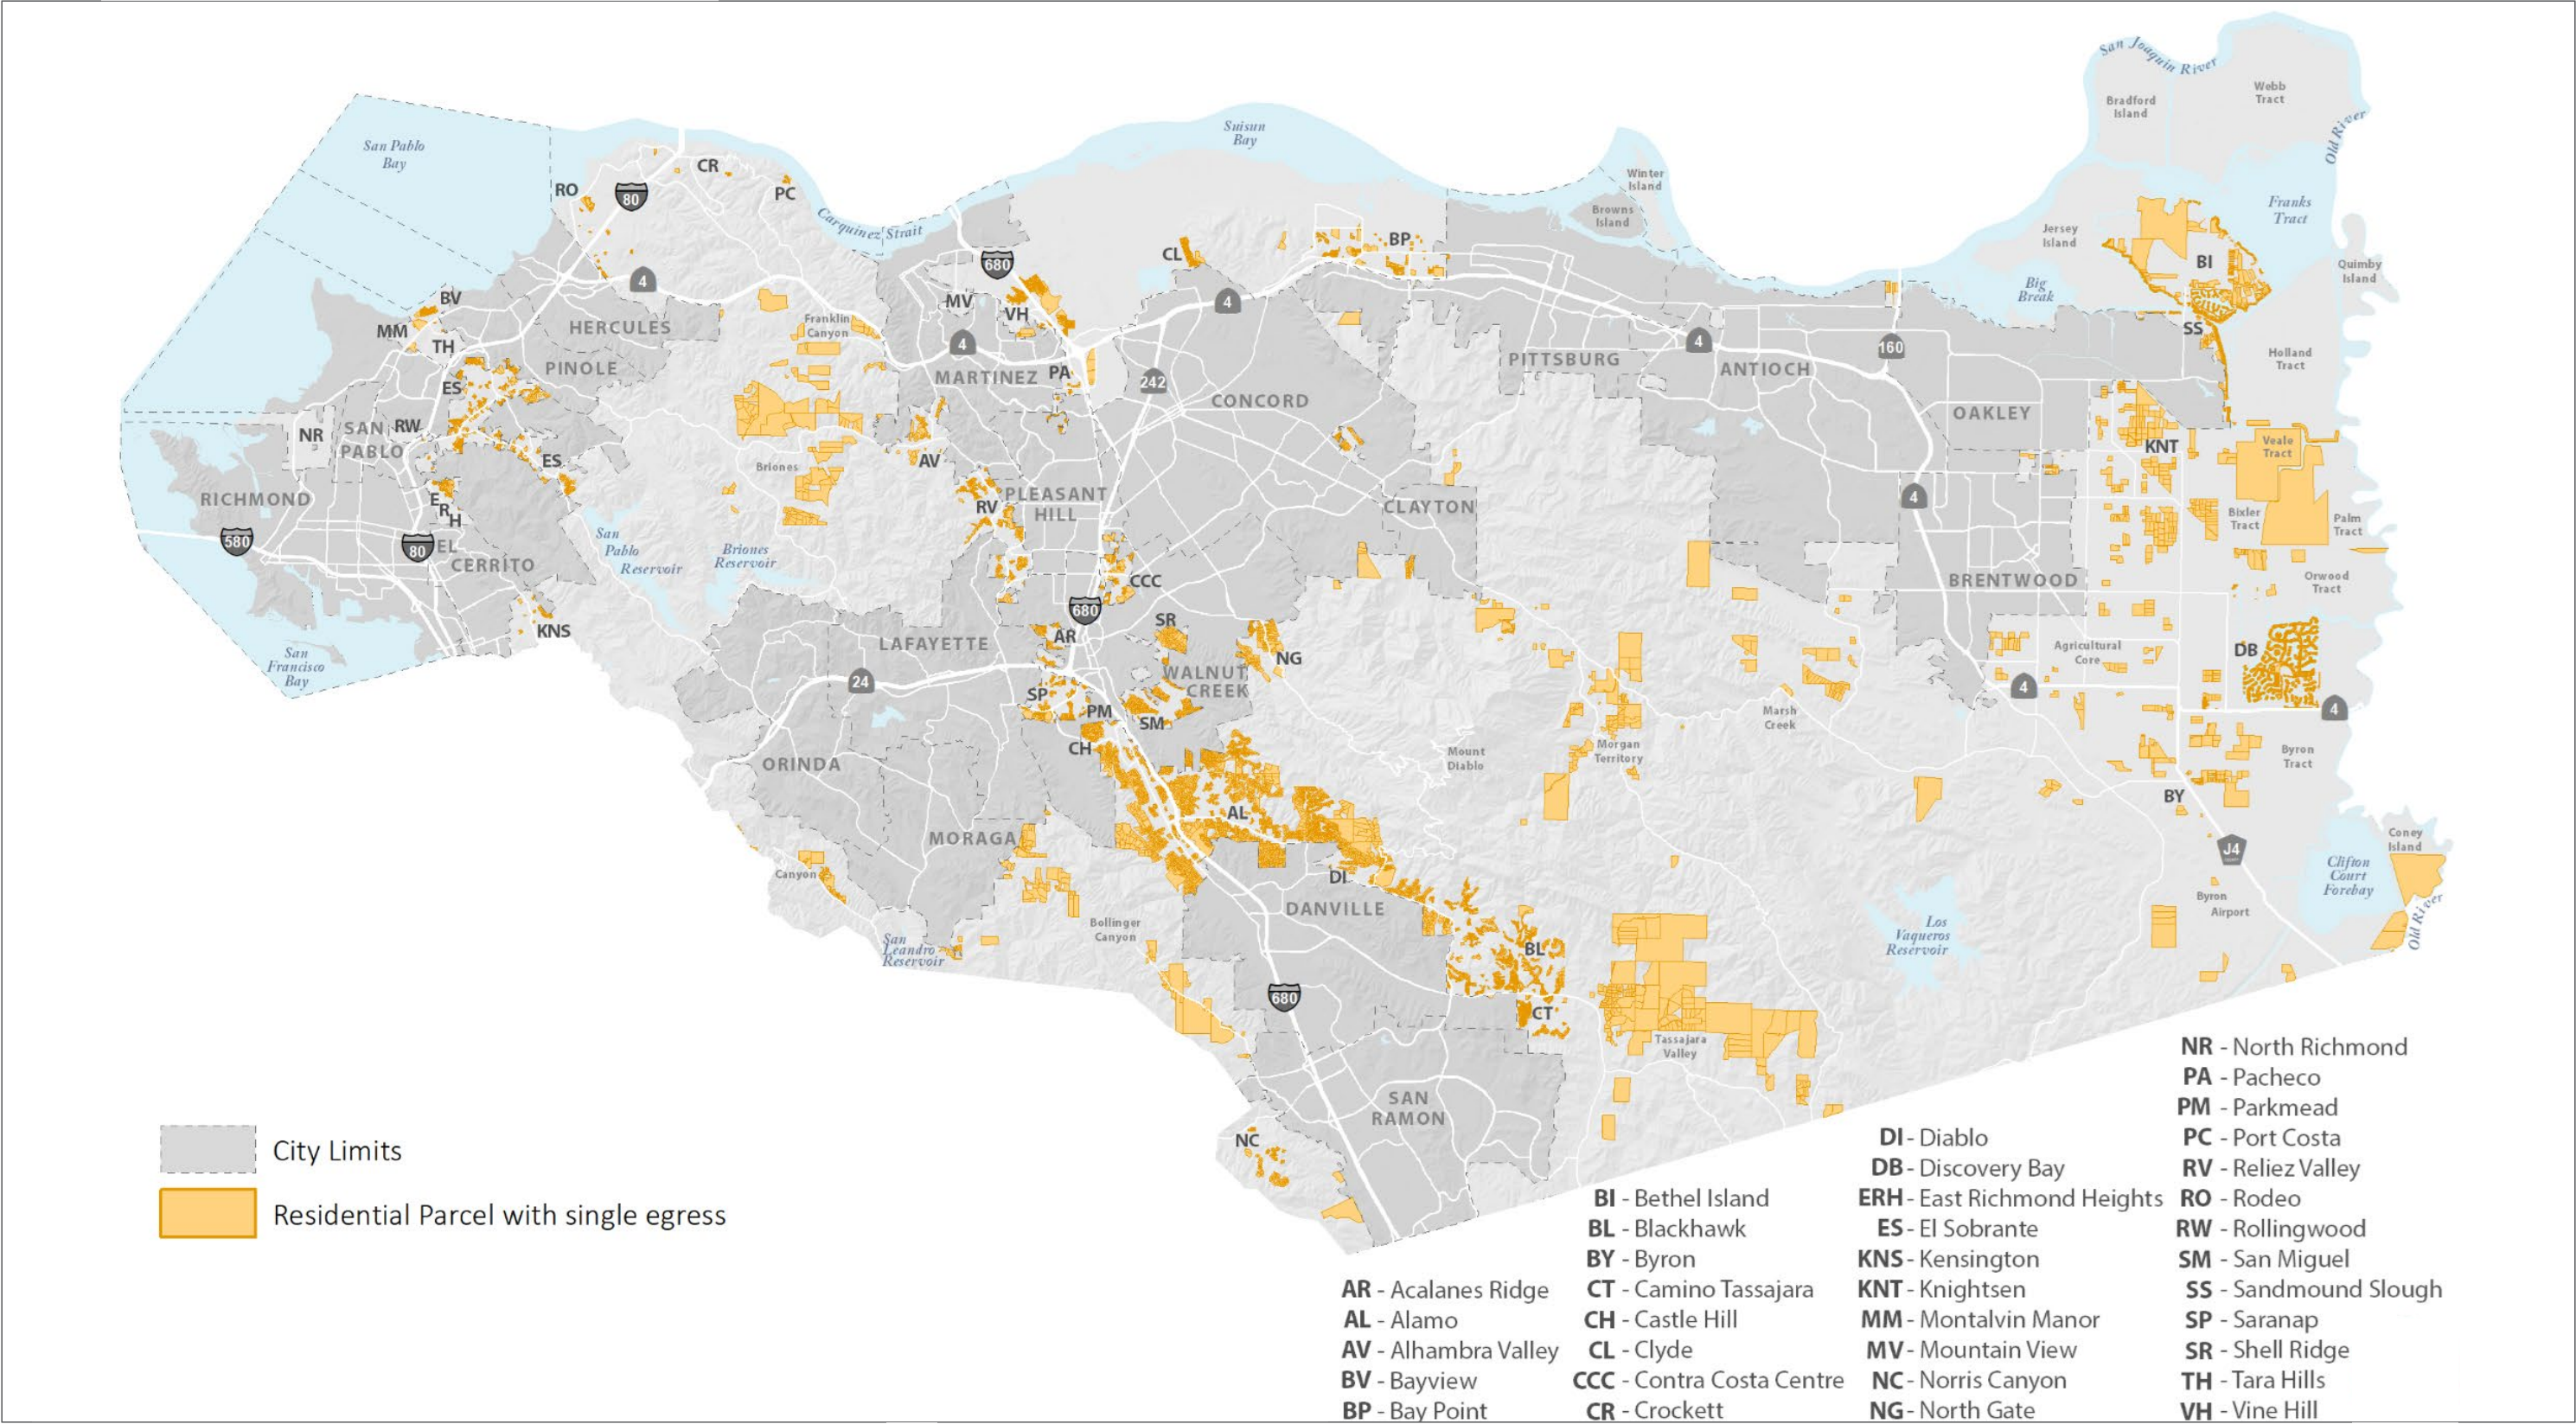 San Joaquin River
Webb
Tract
Bradford
Island
Old River
Suisun
Bay
San Pablo
Bay
CR
RO
80
PC
Winter
Island
Browns
Island
Franks
Tract
Carquinez Strait
Jersey
Island
BP
CL
680
BI
Quimby
Island
4
Big
Break
BV
MV
VH
4
MM
HERCULES
Franklin
Canyon
SS
TH
4
4
160
PINOLE
MARTINEZ
PA
242
PITTSBURG
ANTIOCH
Holland
Tract
ES
CONCORD
OAKLEY
NR
SAN
PABLO
RW
KNT
Veale
Tract
ES
Briones
AV
RICHMOND
ERH
RV
PLEASANT
HILL
CLAYTON
4
Bixler
Tract
Palm
Tract
580
80
EL
CERRITO
San
Pablo
Reservoir
Briones
Reservoir
CCC
BRENTWOOD
Orwood
Tract
680
KNS
AR
SR
LAFAYETTE
NG
Agricultural
Core
DB
San
Francisco
Bay
24
SP
WALNUT
CREEK
4
4
PM
SM
Marsh
Creek
CH
ORINDA
Mount
Diablo
Morgan
Territory
Byron
Tract
BY
AL
MORAGA
J4
Coney
Island
Canyon
DI
Clifton
Court
Forebay
DANVILLE
Byron
Airport
Bollinger
Canyon
Old River
San
Leandro
Reservoir
BL
Los
Vaqueros
Reservoir
680
CT
Tassajara
Valley
SAN
RAMON
NC
City Limits
Residential Parcel with single egress
AR - Acalanes Ridge
AL - Alamo
AV - Alhambra Valley
BV - Bayview
BP - Bay Point
BI - Bethel Island
BL - Blackhawk
BY - Byron
CT - Camino Tassajara
CH - Castle Hill
CL - Clyde
CCC - Contra Costa Centre
CR - Crockett
DI - Diablo
DB - Discovery Bay
ERH - East Richmond Heights
ES - El Sobrante
KNS - Kensington
KNT - Knightsen
MM - Montalvin Manor
MV - Mountain View
NC - Norris Canyon
NG - North Gate
NR - North Richmond
PA - Pacheco
PM - Parkmead
PC - Port Costa
RV - Reliez Valley
RO - Rodeo
RW - Rollingwood
SM - San Miguel
SS - Sandmound Slough
SP - Saranap
SR - Shell Ridge
TH - Tara Hills
VH - Vine Hill